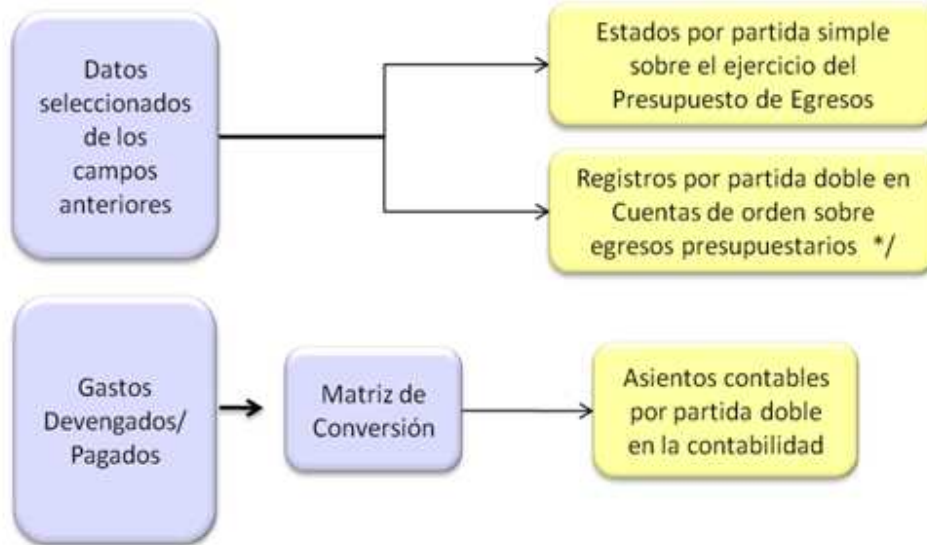 Datos
seleccionados
de los
campos
anteriores
Estados por partida simple
sobre el ejercicio del
Presupuesto de Egresos
Registros por partida doble en
Cuentas de orden sobre
egresos presupuestarios */
Gastos
Devengados/
Pagados
Matriz de
Conversión
Asientos contables
por partida doble
en la contabilidad